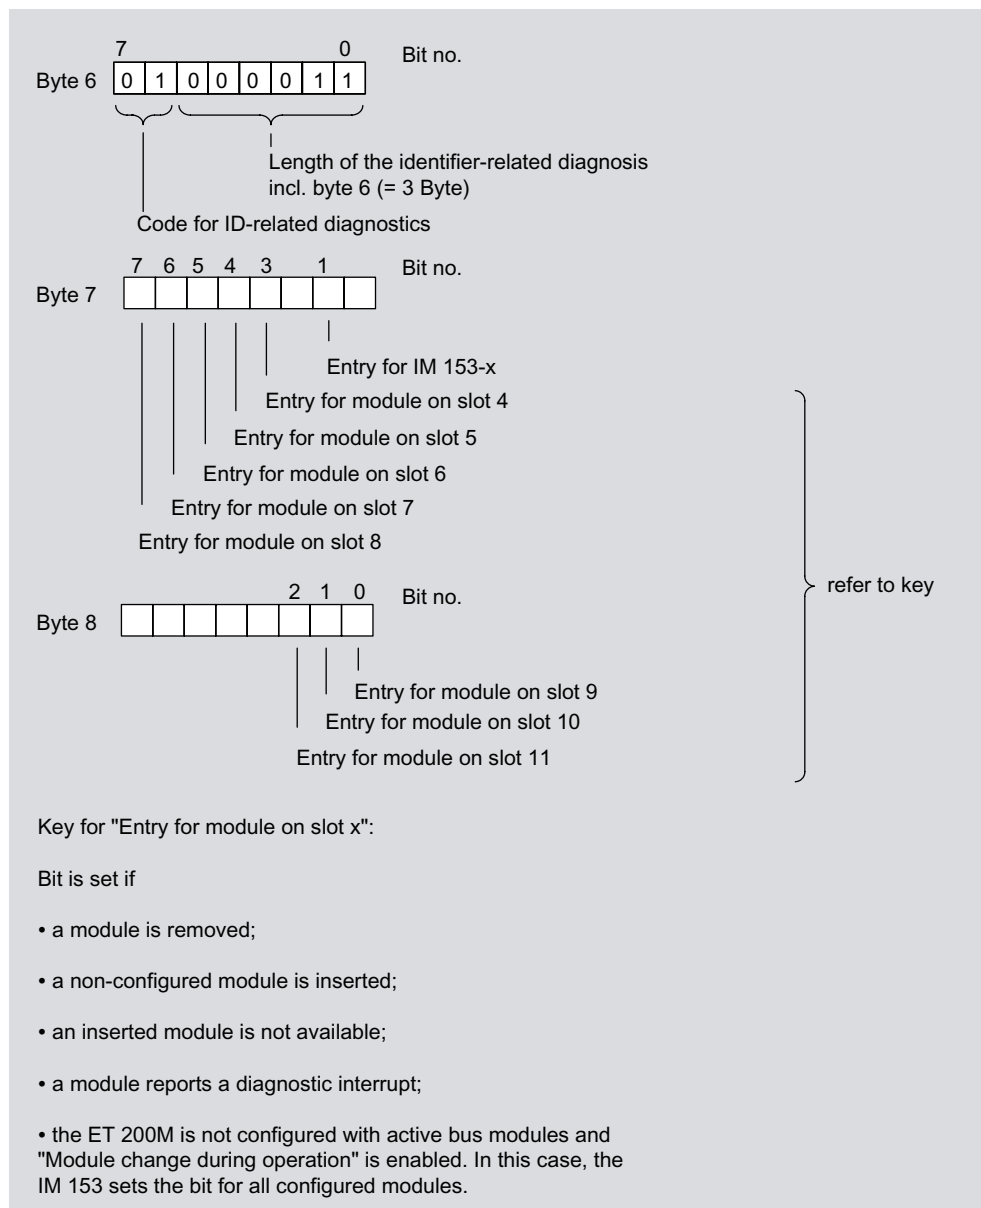 7 0 Bit no.
Byte 6 0 1 0 0 0 0 1 1
Length of the identifier-related diagnosis
incl. byte 6 (= 3 Byte)
Code for ID-related diagnostics
7 6 5 4 3 1 Bit no.
Byte 7
Entry for IM 153-x
Entry for module on slot 4
Entry for module on slot 5
Entry for module on slot 6
Entry for module on slot 7
Entry for module on slot 8
refer to key
2 1 0 Bit no.
Byte 8
Entry for module on slot 9
Entry for module on slot 10
Entry for module on slot 11
Key for "Entry for module on slot x":
Bit is set if
• a module is removed;
• a non-configured module is inserted;
• an inserted module is not available;
• a module reports a diagnostic interrupt;
• the ET 200M is not configured with active bus modules and
"Module change during operation" is enabled. In this case, the
IM 153 sets the bit for all configured modules.